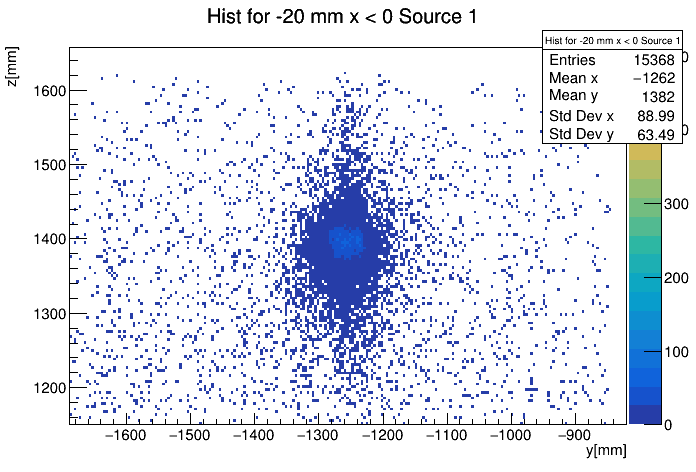 Hist for -20 mm x < 0 Source 1
Hist for -20 mm x < 0 Source 1
Entries 15368
Mean x −1262
Mean y 1382
Std Dev x 88.99
Std Dev y 63.49
z[mm]
1600
1500
1400
1300
1200
−1600 −1500 −1400 −1300 −1200 −1100 −1000 −900
y[mm]
300
200
100
0